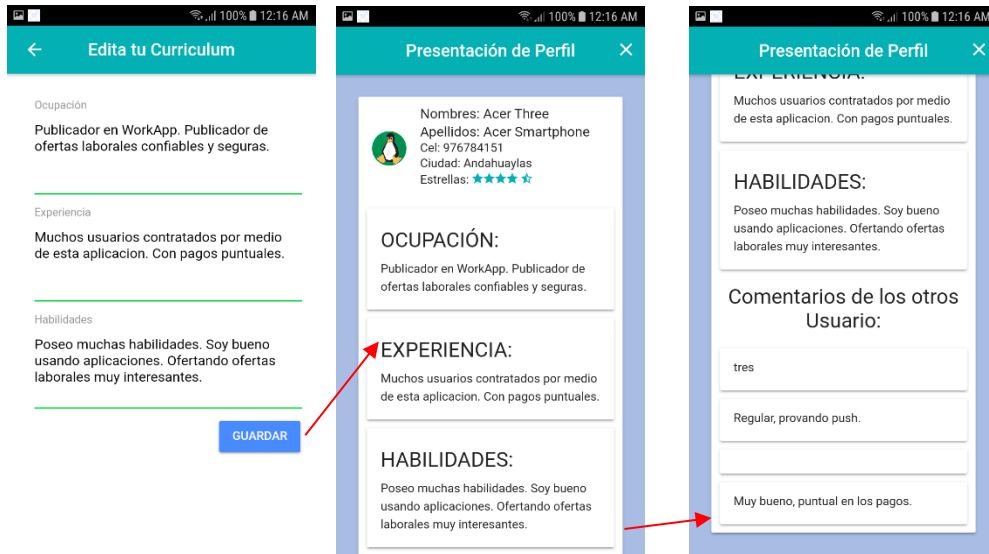 100% 12:16 AM
Edita tu Curriculum
Ocupación
Publicador en WorkApp. Publicador de
ofertas laborales confiables y seguras.
Experiencia
Muchos usuarios contratados por medio
de esta aplicacion. Con pagos puntuales.
Habilidades
Poseo muchas habilidades. Soy bueno
usando aplicaciones. Ofertando ofertas
laborales muy interesantes.
GUARDAR
100% 12:16 AM
Presentación de Perfil
Nombres: Acer Three
Apellidos: Acer Smartphone
Cel: 976784151
Ciudad: Andahuaylas
Estrellas:
OCUPACIÓN:
Publicador en WorkApp. Publicador de
ofertas laborales confiables y seguras.
EXPERIENCIA:
Muchos usuarios contratados por medio
de esta aplicacion. Con pagos puntuales.
HABILIDADES:
Poseo muchas habilidades. Soy bueno
usando aplicaciones. Ofertando ofertas
laborales muy interesantes.
100% 12:16 AM
Presentación de Perfil
EXPERIENCIA:
Muchos usuarios contratados por medio
de esta aplicacion. Con pagos puntuales.
HABILIDADES:
Poseo muchas habilidades. Soy bueno
usando aplicaciones. Ofertando ofertas
laborales muy interesantes.
Comentarios de los otros
Usuario:
tres
Regular, provando push.
Muy bueno, puntual en los pagos.